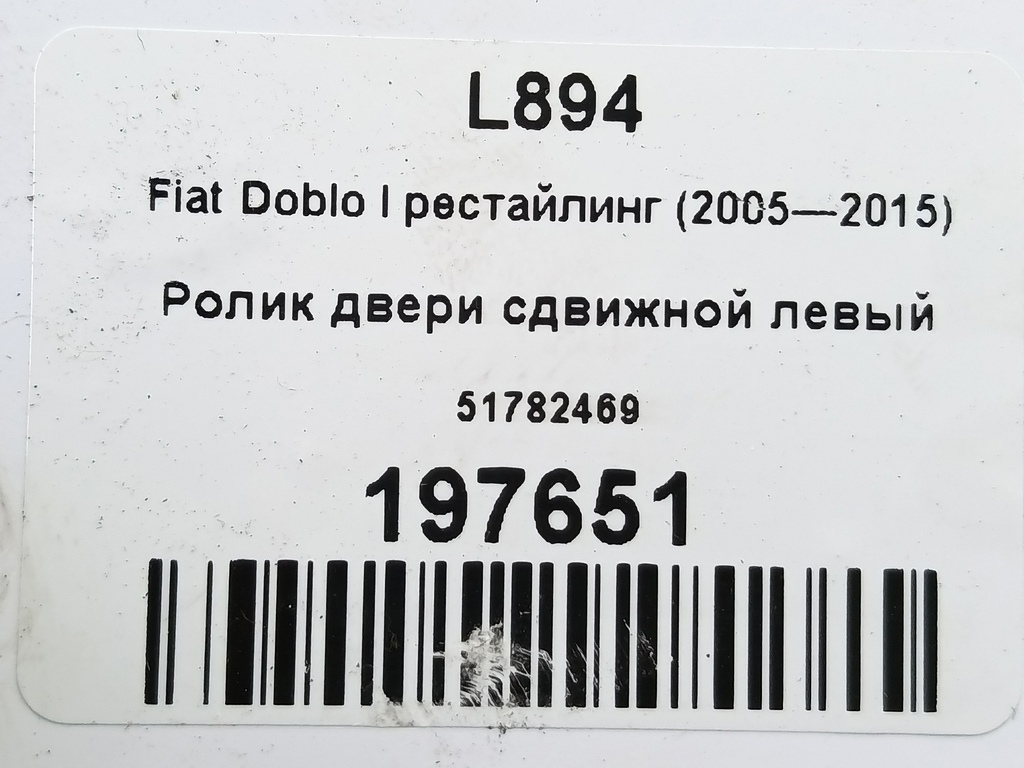 L894
Fiat Doblo I рестайлинг (2005—2015)
Ролик двери сдвижной левый
51782469
197651